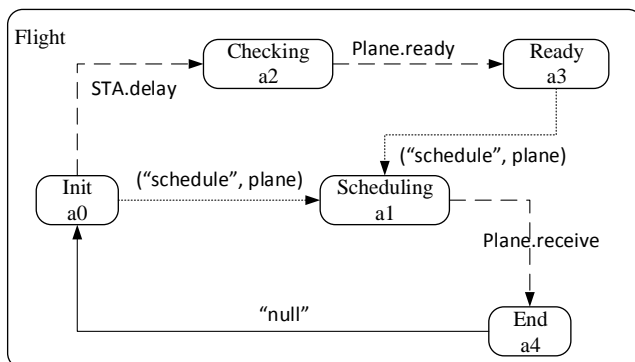 Flight
Checking
a2
Plane.ready
Ready
a3
STA.delay
(“schedule”, plane)
Init
a0
(“schedule”, plane)
Scheduling
a1
Plane.receive
“null”
End
a4